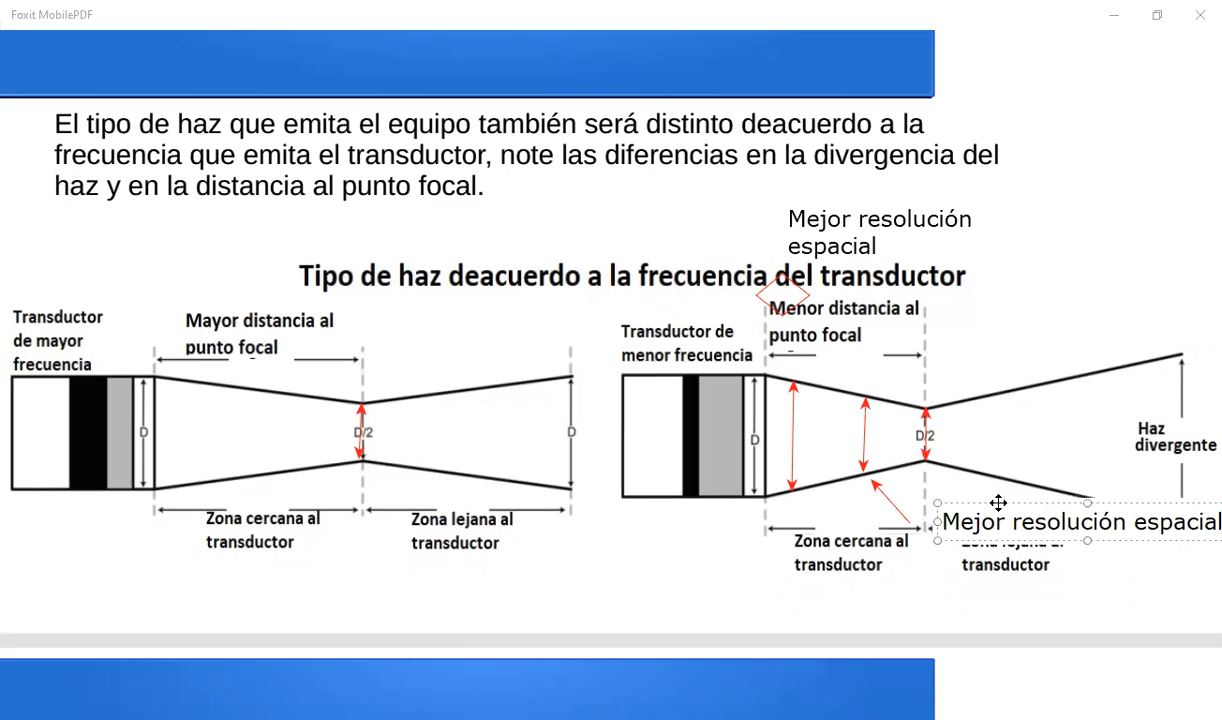 Foxit MobilePDF
El tipo de haz que emita el equipo también será distinto deacuerdo a la
frecuencia que emita el transductor, note las diferencias en la divergencia del
haz y en la distancia al punto focal.
Mejor resolución
espacial
Tipo de haz deacuerdo a la frecuencia del transductor
Transductor
de mayor
frecuencia
Mayor distancia al
punto focal
D
D/2
D
Zona cercana al
transductor
Zona lejana al
transductor
Transductor de
menor frecuencia
Menor distancia al
punto focal
D
D/2
Haz
divergente
Mejor resolución espacial
Zona cercana al
transductor
transductor